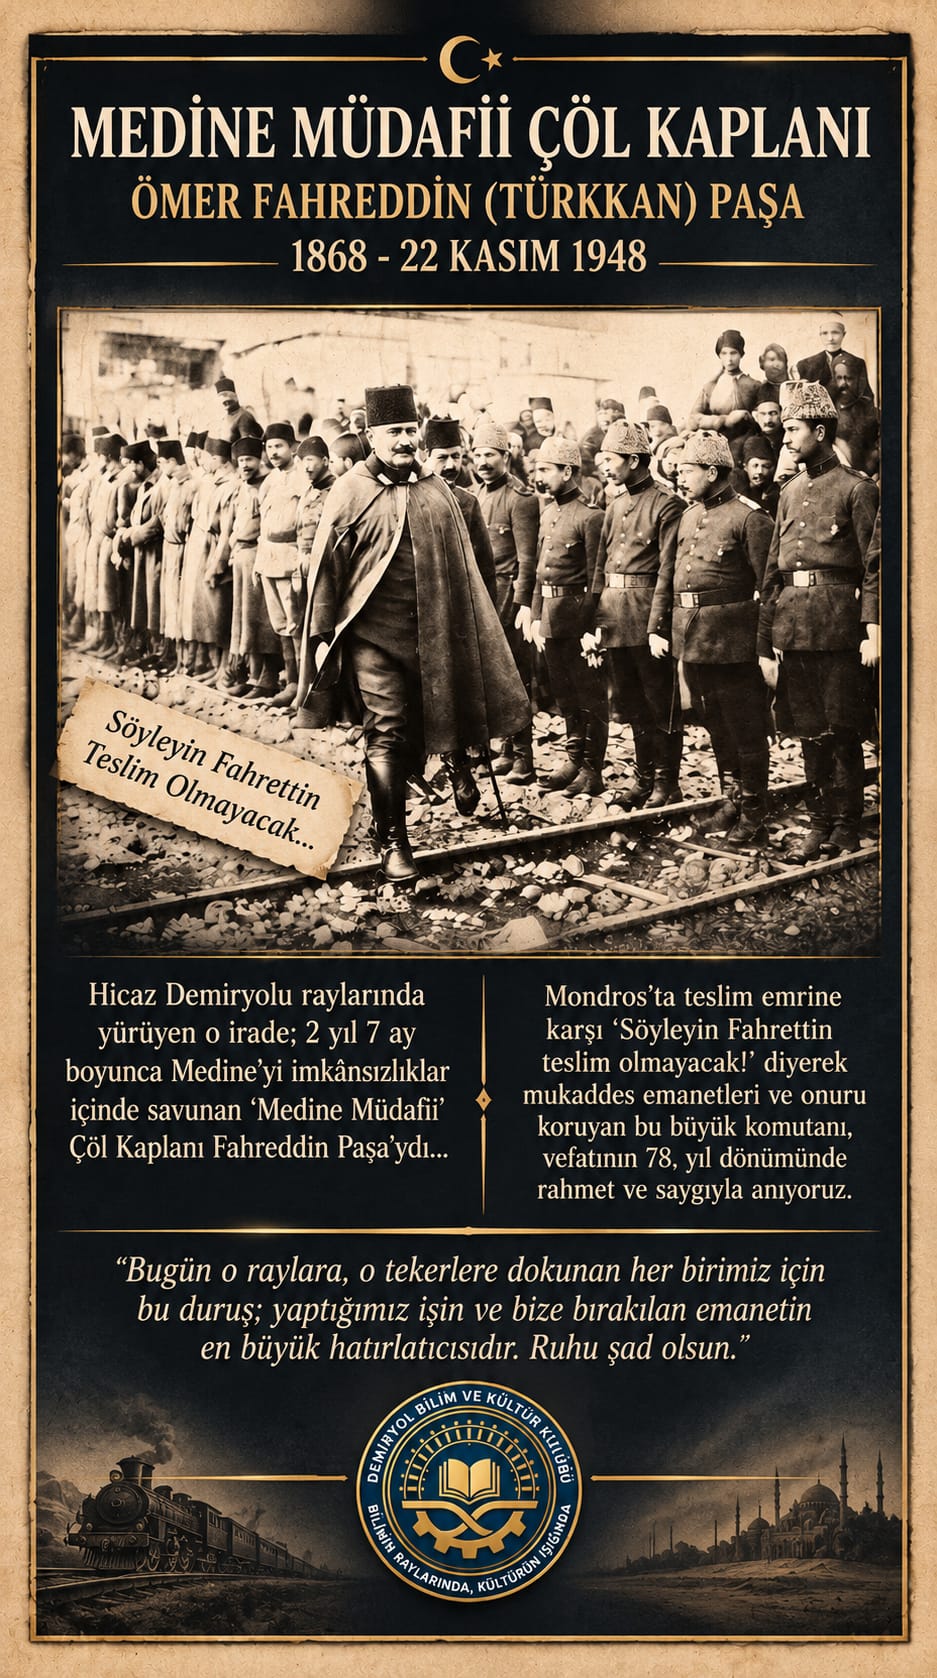 MEDİNE MÜDAFİİ ÇÖL KAPLANI
ÖMER FAHREDDİN (TÜRKKAN) PAŞA
1868 - 22 KASIM 1948
Söyleyin Fahrettin
Teslim Olmayacak...
Hicaz Demiryolu raylarında
yürüyen o irade; 2 yıl 7 ay
boyunca Medine’yi imkânsızlıklar
içinde savunan ‘Medine Müdafii’
Çöl Kaplanı Fahreddin Paşa’ydı...
Mondros’ta teslim emrine
karşı ‘Söyleyin Fahrettin
teslim olmayacak!’ diyerek
mukaddes emanetleri ve onuru
koruyan bu büyük komutanı,
vefatının 78, yıl dönümünde
rahmet ve saygıyla anıyoruz.
“Bugün o raylara, o tekerlere dokunan her birimiz için
bu duruş; yaptığımız işin ve bize bırakılan emanetin
en büyük hatırlatıcısıdır. Ruhu şad olsun.”
DEMİRYOL BİLİM VE KÜLTÜR KULÜBÜ
BİLİMİN RAYLARINDA, KÜLTÜRÜN IŞIĞINDA